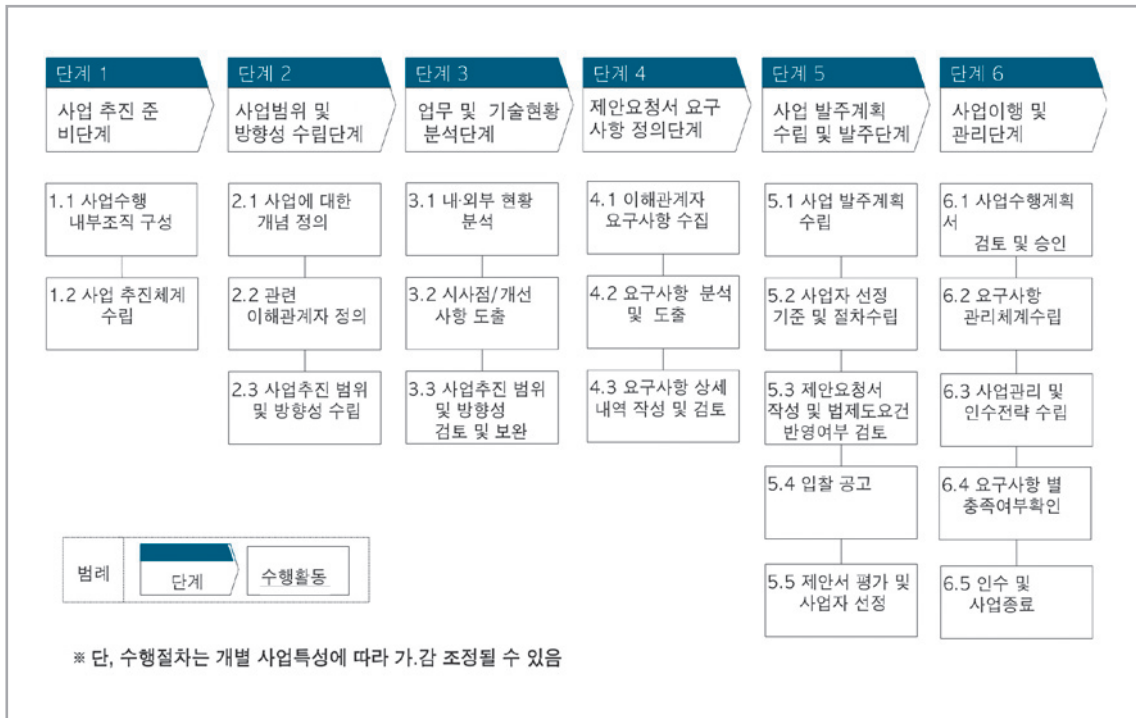 단계 1
사업 추진 준
비단계
단계 2
사업범위 및
방향성 수립단계
단계 3
업무 및 기술현황
분석단계
단계 4
제안요청서 요구
사항 정의단계
단계 5
사업 발주계획
수립 및 발주단계
단계 6
사업이행 및
관리단계
1.1 사업수행
내부조직 구성
1.2 사업 추진체계
수립
2.1 사업에 대한
개념 정의
2.2 관련
이해관계자 정의
2.3 사업추진 범위
및 방향성 수립
3.1 내·외부 현황
분석
3.2 시사점/개선
사항 도출
3.3 사업추진 범위
및 방향성
검토 및 보완
4.1 이해관계자
요구사항 수집
4.2 요구사항 분석
및 도출
4.3 요구사항 상세
내역 작성 및 검토
5.1 사업 발주계획
수립
5.2 사업자 선정
기준 및 절차수립
5.3 제안요청서
작성 및 법제도요건
반영여부 검토
5.4 입찰 공고
5.5 제안서 평가 및
사업자 선정
6.1 사업수행계획
서
검토 및 승인
6.2 요구사항
관리체계수립
6.3 사업관리 및
인수전략 수립
6.4 요구사항 별
충족여부확인
6.5 인수 및
사업종료
범례
단계
수행활동
※ 단, 수행절차는 개별 사업특성에 따라 가.감 조정될 수 있음